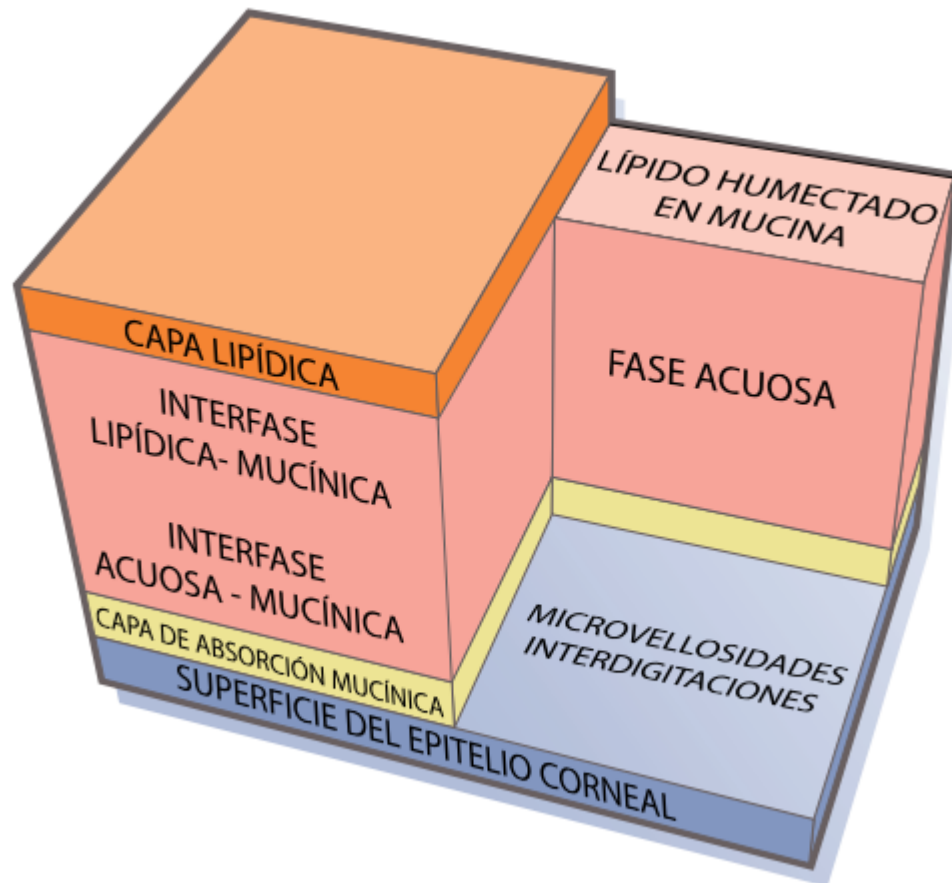 CAPA LIPÍDICA
INTERFASE
LIPÍDICA- MUCÍNICA
INTERFASE
ACUOSA - MUCÍNICA
CAPA DE ABSORCIÓN MUCÍNICA
SUPERFICIE DEL EPITELIO CORNEAL
LÍPIDO HUMECTADO
EN MUCINA
FASE ACUOSA
MICROVELLOSIDADES
INTERDIGITACIONES